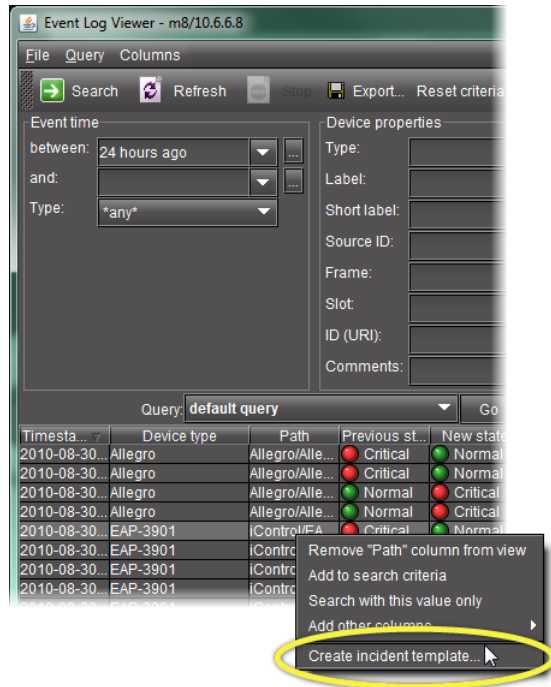 Event Log Viewer - m8/10.6.6.8
File Query Columns
Search Refresh Stop Export... Reset criteria
Event time
between: 24 hours ago ...
and: ...
Type: *any*
Device properties
Type:
Label:
Short label:
Source ID:
Frame:
Slot:
ID (URI):
Comments:
Query: default query Go
Timesta... Device type Path Previous st... New state
2010-08-30... Allegro Allegro/Alle... Critical Normal
2010-08-30... Allegro Allegro/Alle... Critical Normal
2010-08-30... Allegro Allegro/Alle... Normal Critical
2010-08-30... Allegro Allegro/Alle... Normal Critical
2010-08-30... EAP-3901 iControl/EA... Critical Normal
2010-08-30... EAP-3901 iContro
2010-08-30... EAP-3901 iContro
2010-08-30... EAP-3901 iContro
Remove "Path" column from view
Add to search criteria
Search with this value only
Add other columns
Create incident template...